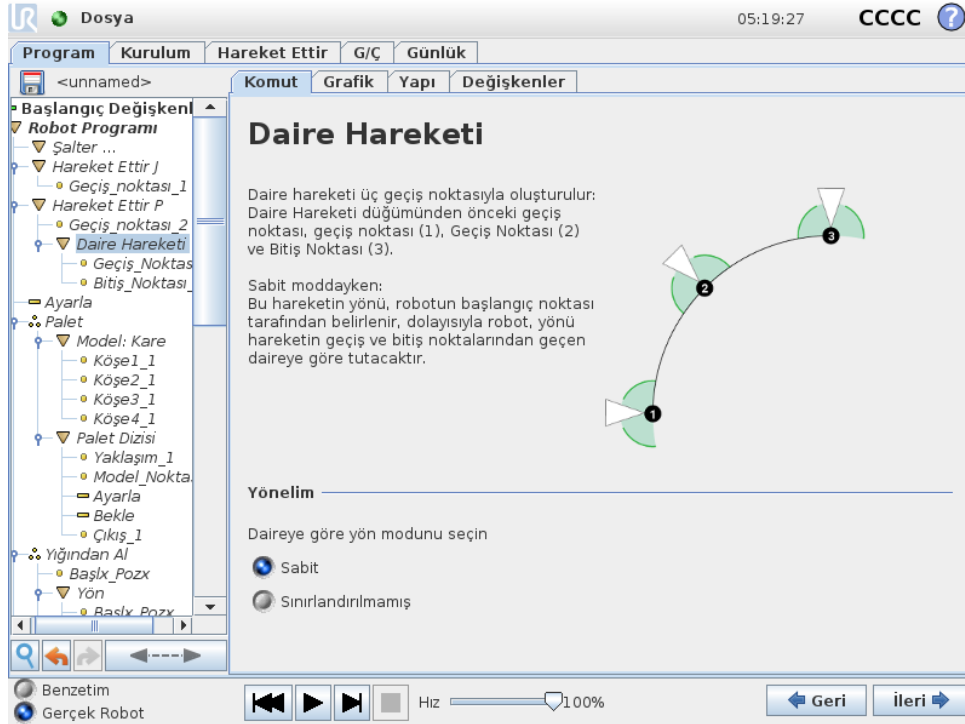 UR Dosya 05:19:27 CCCC ?
Program Kurulum Hareket Ettir G/Ç Günlük
<unnamed> Komut Grafik Yapı Değişkenler
Başlangıç Değişkenl
Robot Programı
Şalter ...
Hareket Ettir J
Geçiş_noktası_1
Hareket Ettir P
Geçiş_noktası_2
Daire Hareketi
Geçiş_Noktas
Bitiş_Noktası_
Ayarla
Palet
Model: Kare
Köşe1_1
Köşe2_1
Köşe3_1
Köşe4_1
Palet Dizisi
Yaklaşım_1
Model_Nokta
Ayarla
Bekle
Çıkış_1
Yığından Al
Başlx_Pozx
Yön
Başlx_Pozx
Daire Hareketi
Daire hareketi üç geçiş noktasıyla oluşturulur:
Daire Hareketi düğümünden önceki geçiş
noktası, geçiş noktası (1), Geçiş Noktası (2)
ve Bitiş Noktası (3).
Sabit moddayken:
Bu hareketin yönü, robotun başlangıç noktası
tarafından belirlenir, dolayısıyla robot, yönü
hareketin geçiş ve bitiş noktalarından geçen
daireye göre tutacaktır.
3
2
1
Yönelim
Daireye göre yön modunu seçin
Sabit
Sınırlandırılmamış
Benzetim
Gerçek Robot
Hız 100%
Geri İleri